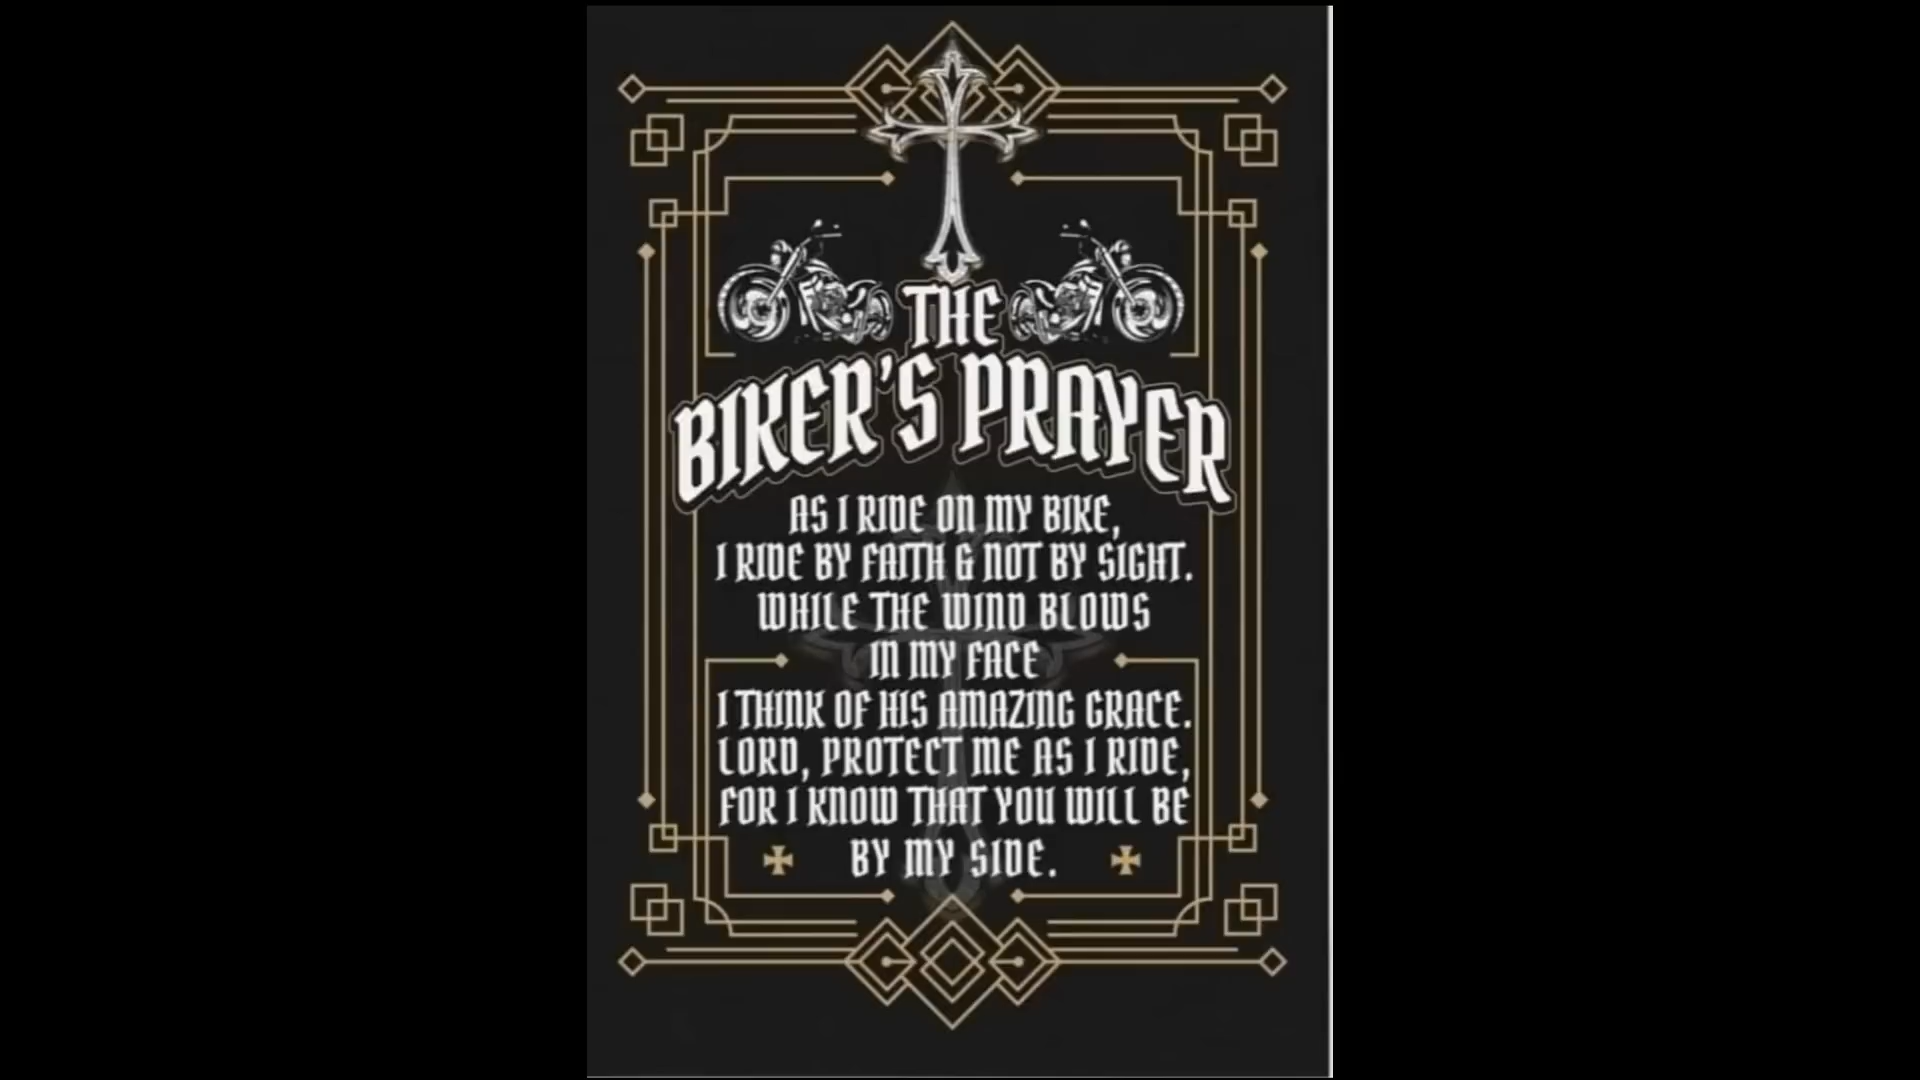 THE
BIKER'S PRAYER
AS I RIDE ON MY BIKE,
I RIDE BY FAITH & NOT BY SIGHT.
WHILE THE WIND BLOWS
IN MY FACE
I THINK OF HIS AMAZING GRACE.
LORD, PROTECT ME AS I RIDE,
FOR I KNOW THAT YOU WILL BE
BY MY SIDE.